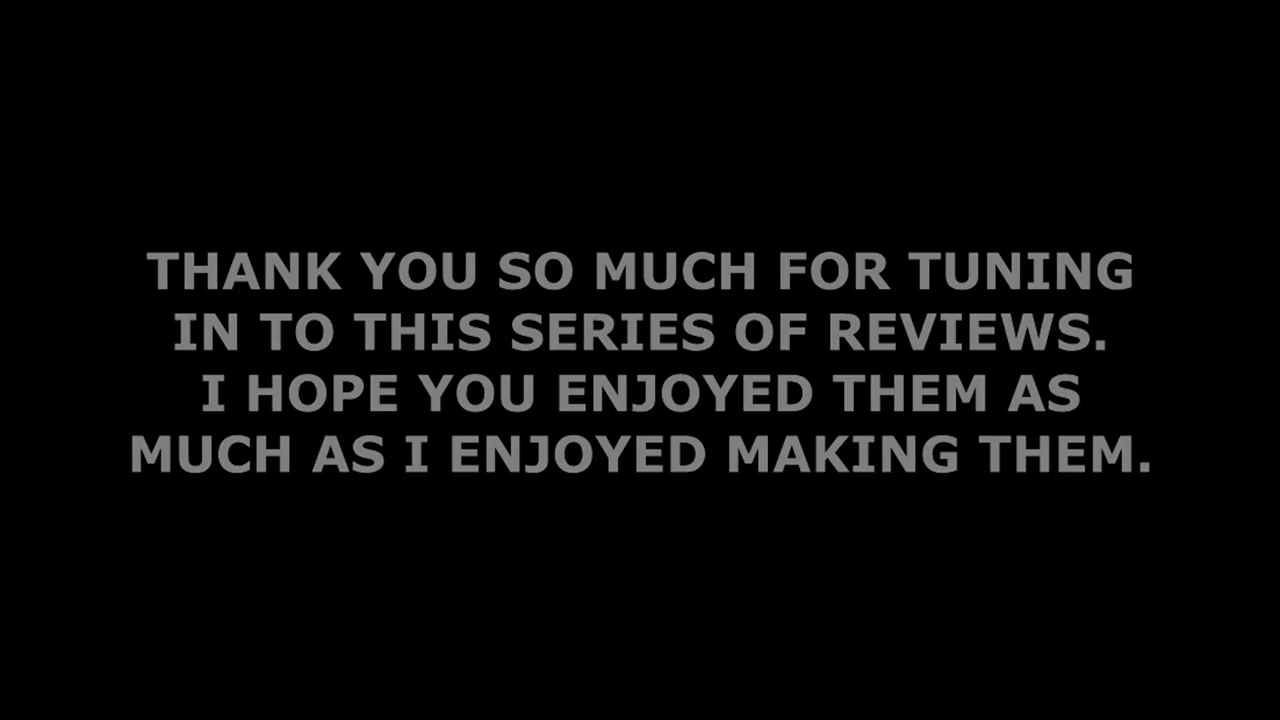 THANK YOU SO MUCH FOR TUNING
IN TO THIS SERIES OF REVIEWS.
I HOPE YOU ENJOYED THEM AS
MUCH AS I ENJOYED MAKING THEM.